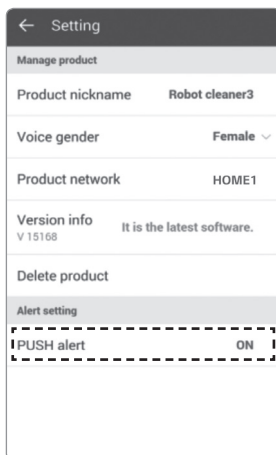 ← Setting
Manage product
Product nickname Robot cleaner3
Voice gender Female
Product network HOME1
Version info It is the latest software.
V 15168
Delete product
Alert setting
PUSH alert ON